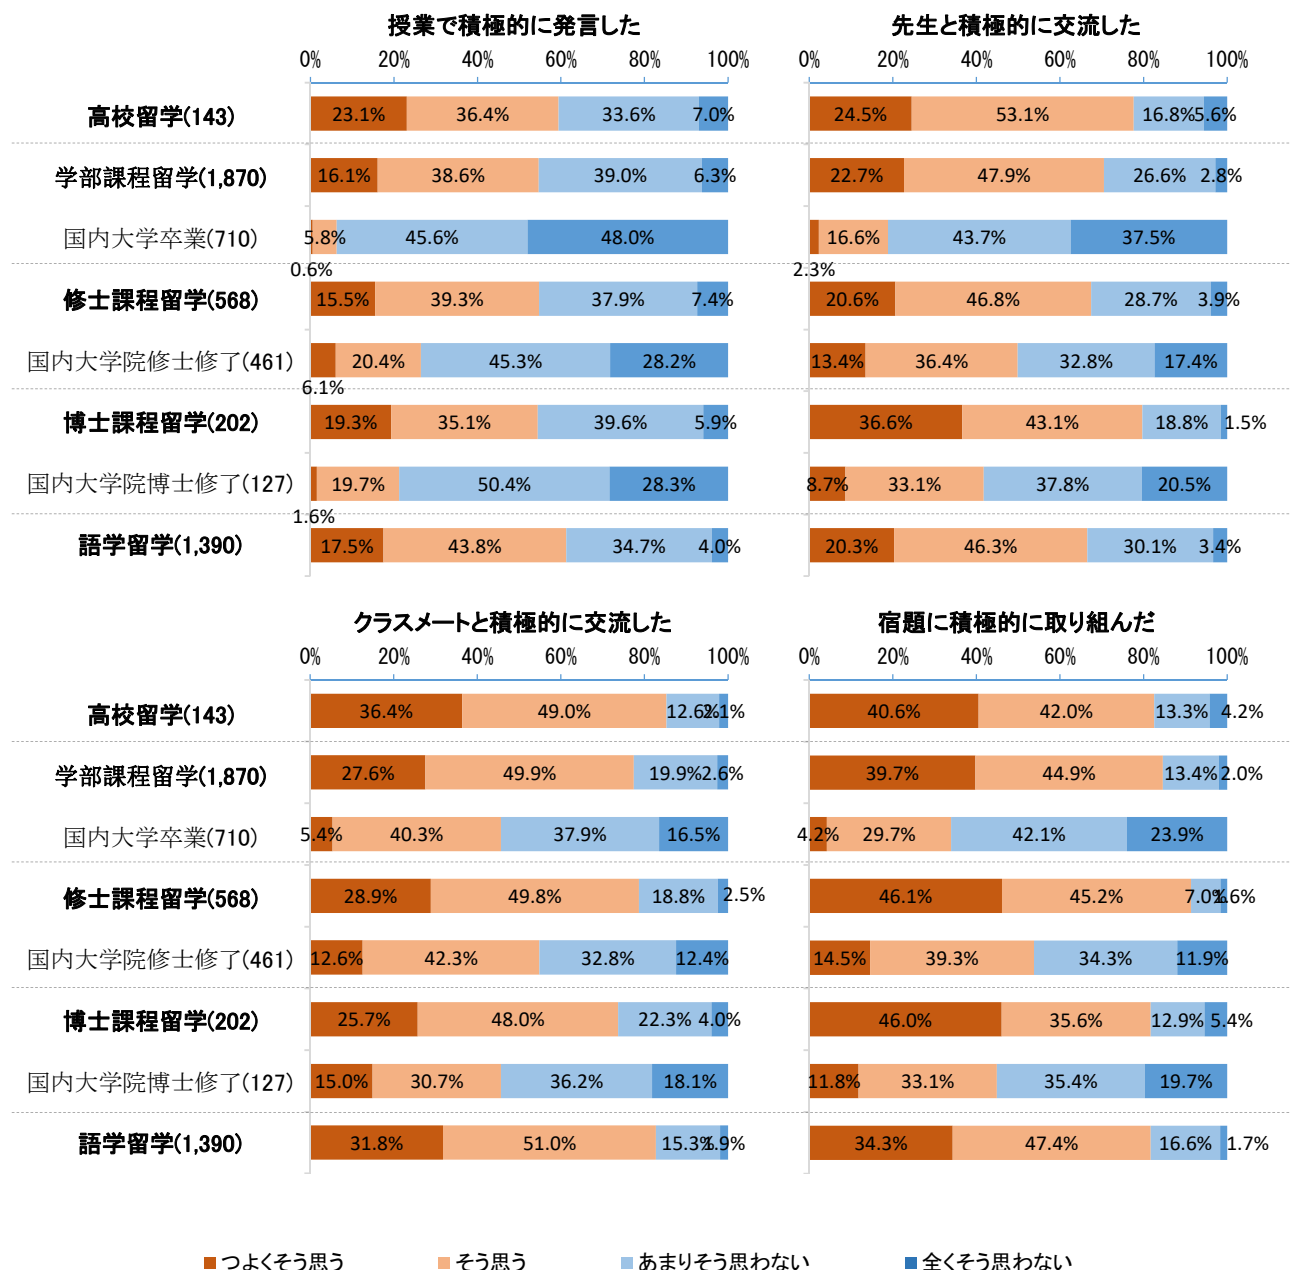 授業で積極的に発言した
0% 20% 40% 60% 80% 100%
高校留学(143) 23.1% 36.4% 33.6% 7.0%
学部課程留学(1,870) 16.1% 38.6% 39.0% 6.3%
国内大学卒業(710) 0.6% 5.8% 45.6% 48.0%
修士課程留学(568) 15.5% 39.3% 37.9% 7.4%
国内大学院修士修了(461) 6.1% 20.4% 45.3% 28.2%
博士課程留学(202) 19.3% 35.1% 39.6% 5.9%
国内大学院博士修了(127) 1.6% 19.7% 50.4% 28.3%
語学留学(1,390) 17.5% 43.8% 34.7% 4.0%
先生と積極的に交流した
0% 20% 40% 60% 80% 100%
24.5% 53.1% 16.8% 5.6%
22.7% 47.9% 26.6% 2.8%
2.3% 16.6% 43.7% 37.5%
20.6% 46.8% 28.7% 3.9%
13.4% 36.4% 32.8% 17.4%
36.6% 43.1% 18.8% 1.5%
8.7% 33.1% 37.8% 20.5%
20.3% 46.3% 30.1% 3.4%
クラスメートと積極的に交流した
0% 20% 40% 60% 80% 100%
高校留学(143) 36.4% 49.0% 12.6% 2.1%
学部課程留学(1,870) 27.6% 49.9% 19.9% 2.6%
国内大学卒業(710) 5.4% 40.3% 37.9% 16.5%
修士課程留学(568) 28.9% 49.8% 18.8% 2.5%
国内大学院修士修了(461) 12.6% 42.3% 32.8% 12.4%
博士課程留学(202) 25.7% 48.0% 22.3% 4.0%
国内大学院博士修了(127) 15.0% 30.7% 36.2% 18.1%
語学留学(1,390) 31.8% 51.0% 15.3% 1.9%
宿題に積極的に取り組んだ
0% 20% 40% 60% 80% 100%
40.6% 42.0% 13.3% 4.2%
39.7% 44.9% 13.4% 2.0%
4.2% 29.7% 42.1% 23.9%
46.1% 45.2% 7.0% 1.6%
14.5% 39.3% 34.3% 11.9%
46.0% 35.6% 12.9% 5.4%
11.8% 33.1% 35.4% 19.7%
34.3% 47.4% 16.6% 1.7%
つよくそう思う そう思う あまりそう思わない 全くそう思わない